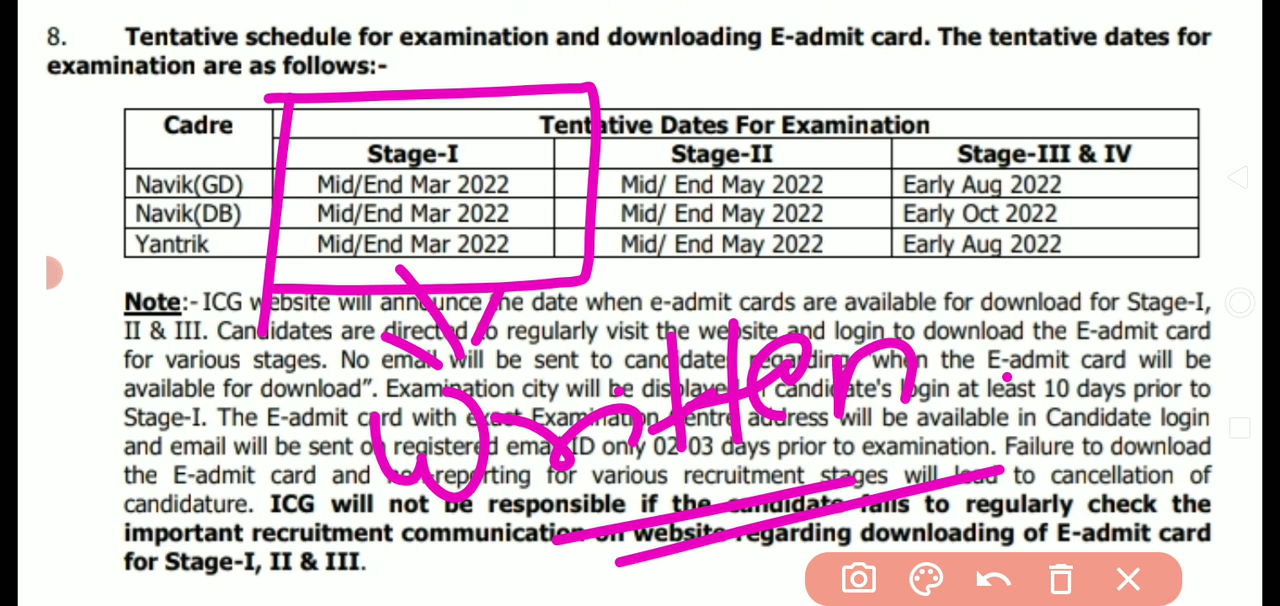 8. Tentative schedule for examination and downloading E-admit card. The tentative dates for
examination are as follows:-
Cadre Tentative Dates For Examination
Stage-I Stage-II Stage-III & IV
Navik(GD) Mid/End Mar 2022 Mid/ End May 2022 Early Aug 2022
Navik(DB) Mid/End Mar 2022 Mid/ End May 2022 Early Oct 2022
Yantrik Mid/End Mar 2022 Mid/ End May 2022 Early Aug 2022
Note:- ICG website will announce the date when e-admit cards are available for download for Stage-I,
II & III. Candidates are directed to regularly visit the website and login to download the E-admit card
for various stages. No email will be sent to candidates regarding when the E-admit card will be
available for download”. Examination city will be displayed candidate's login at least 10 days prior to
Stage-I. The E-admit card with exact Examination Centre address will be available in Candidate login
and email will be sent on registered email ID only 02-03 days prior to examination. Failure to download
the E-admit card and reporting for various recruitment stages will lead to cancellation of
candidature. ICG will not be responsible if the candidate fails to regularly check the
important recruitment communication on website regarding downloading of E-admit card
for Stage-I, II & III.